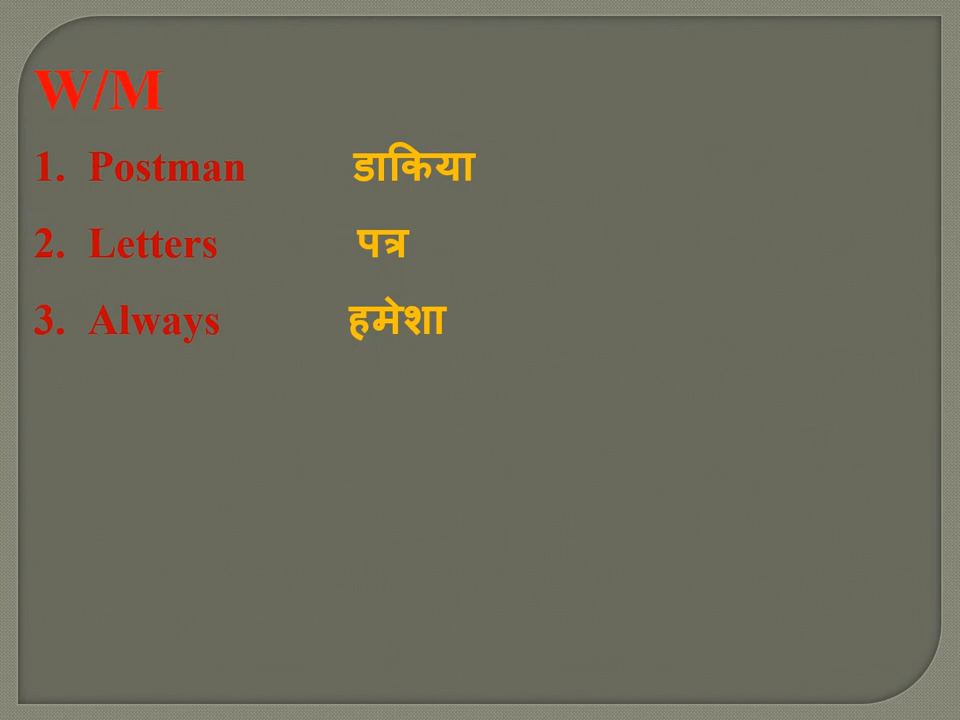 W/M
1. Postman डाकिया
2. Letters पत्र
3. Always हमेशा